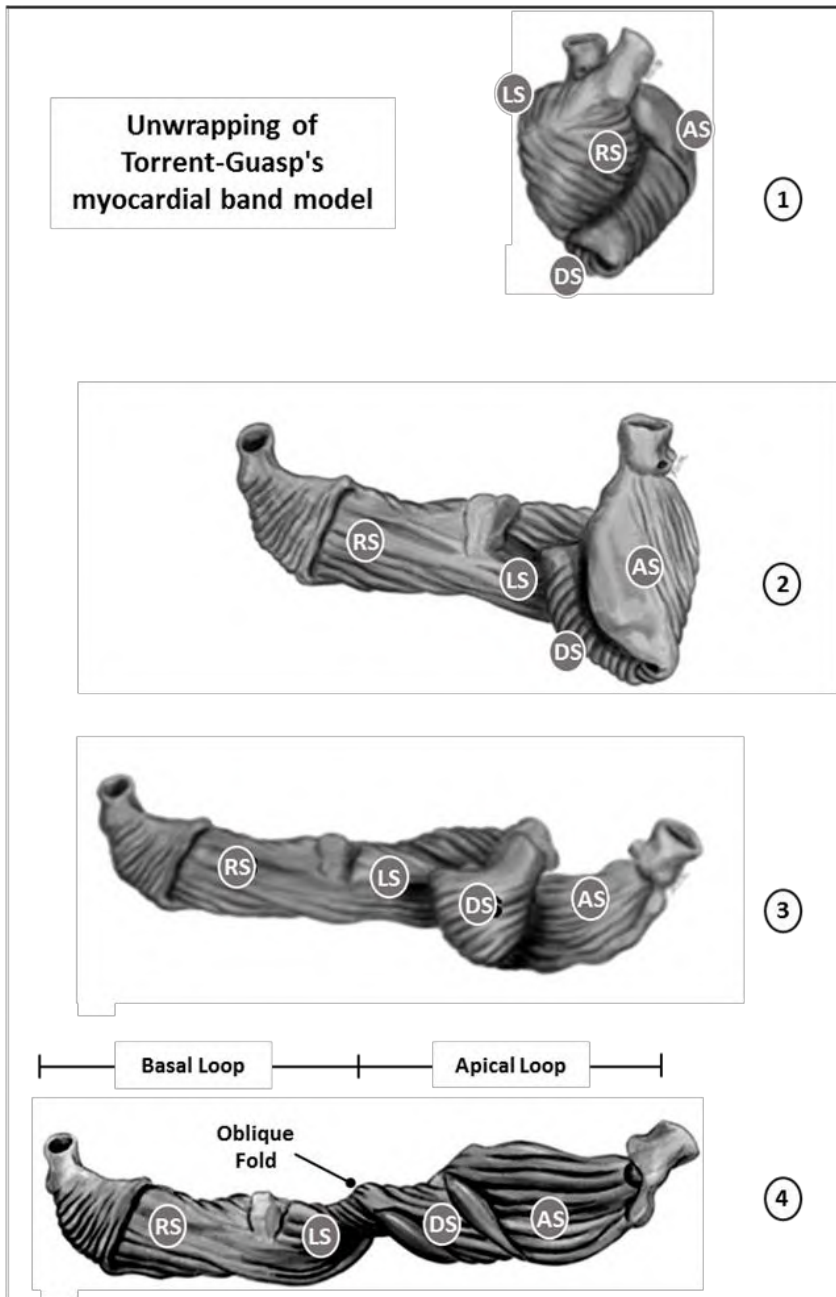 Unwrapping of
Torrent-Guasp's
myocardial band model
LS
RS
AS
DS
1
RS
LS
AS
DS
2
RS
LS
DS
AS
3
Basal Loop
Apical Loop
Oblique
Fold
RS
LS
DS
AS
4